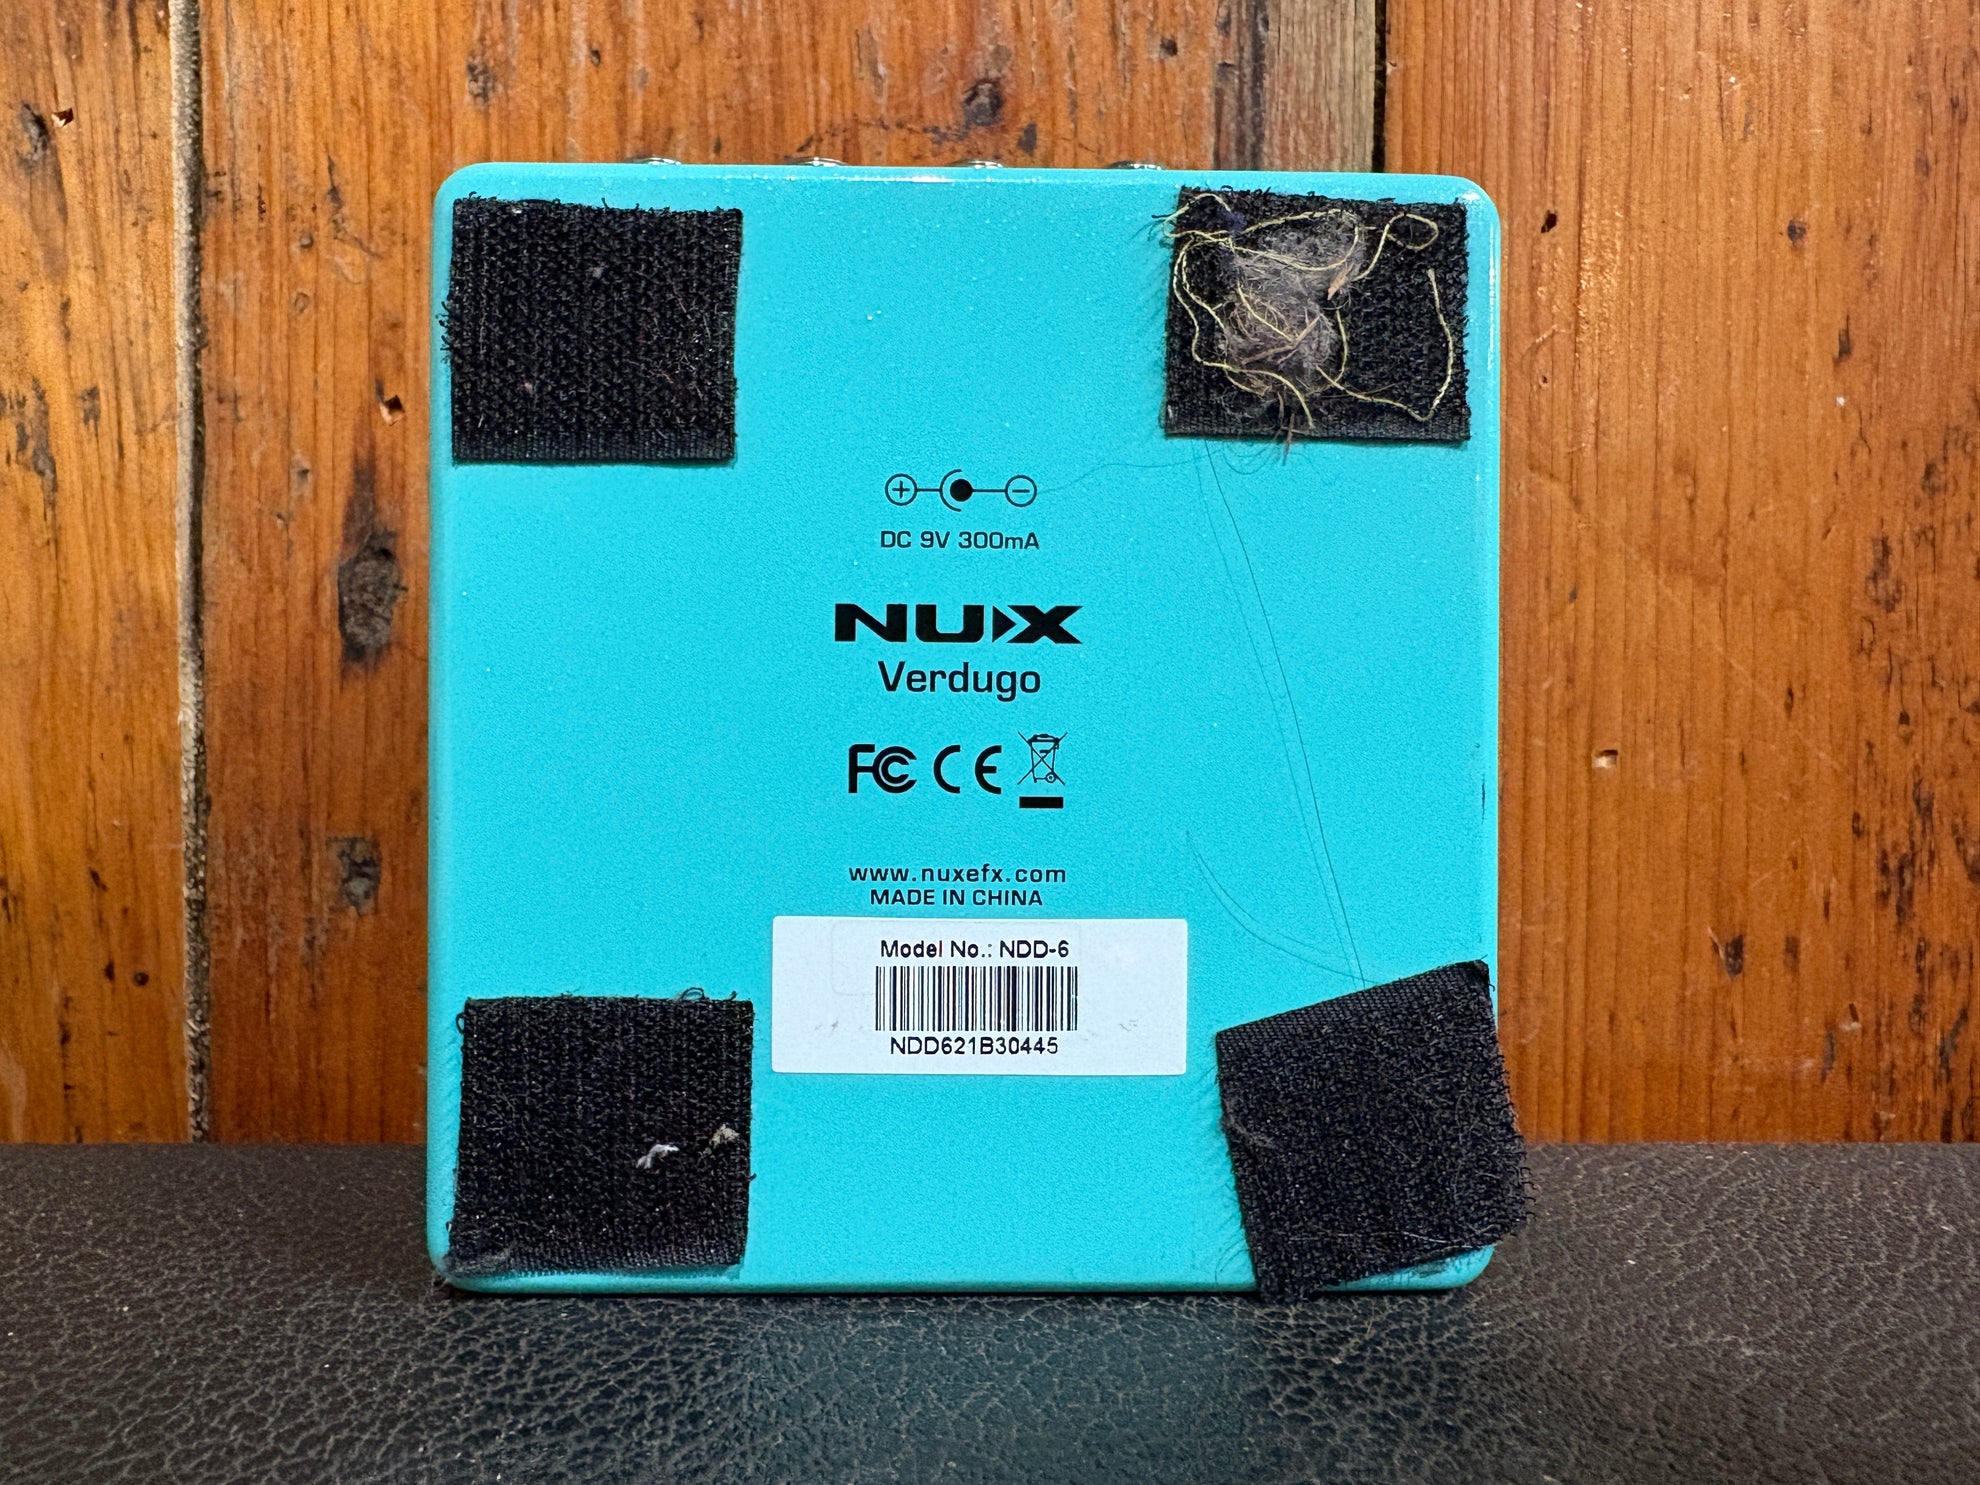 DC 9V 300mA
NUX
Verdugo
FC CE
www.nuxefx.com
MADE IN CHINA
Model No.: NDD-6
NDD621B30445